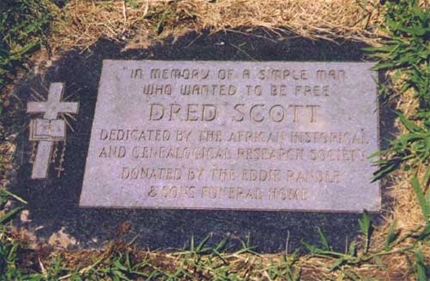 IN MEMORY OF A SIMPLE MAN
WHO WANTED TO BE FREE
DRED SCOTT
DEDICATED BY THE AFRICAN HISTORICAL
AND GENEALOGICAL RESEARCH SOCIETY
DONATED BY THE EDDIE RANDLE
& SONS FUNERAL HOME